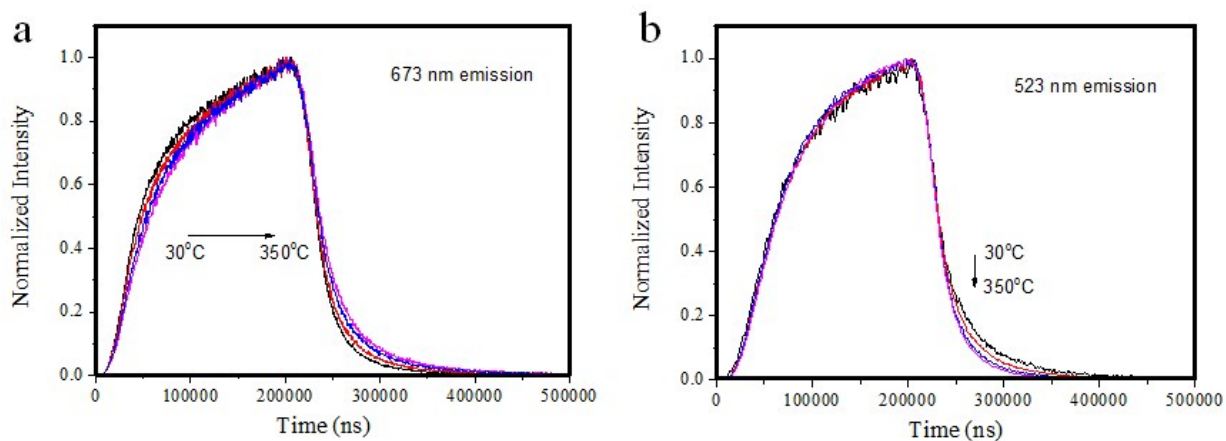 a
673 nm emission
30°C 350°C
Normalized Intensity
1.0
0.8
0.6
0.4
0.2
0.0
0 100000 200000 300000 400000 500000
Time (ns)
b
523 nm emission
30°C
350°C
Normalized Intensity
1.0
0.8
0.6
0.4
0.2
0.0
0 100000 200000 300000 400000 500000
Time (ns)